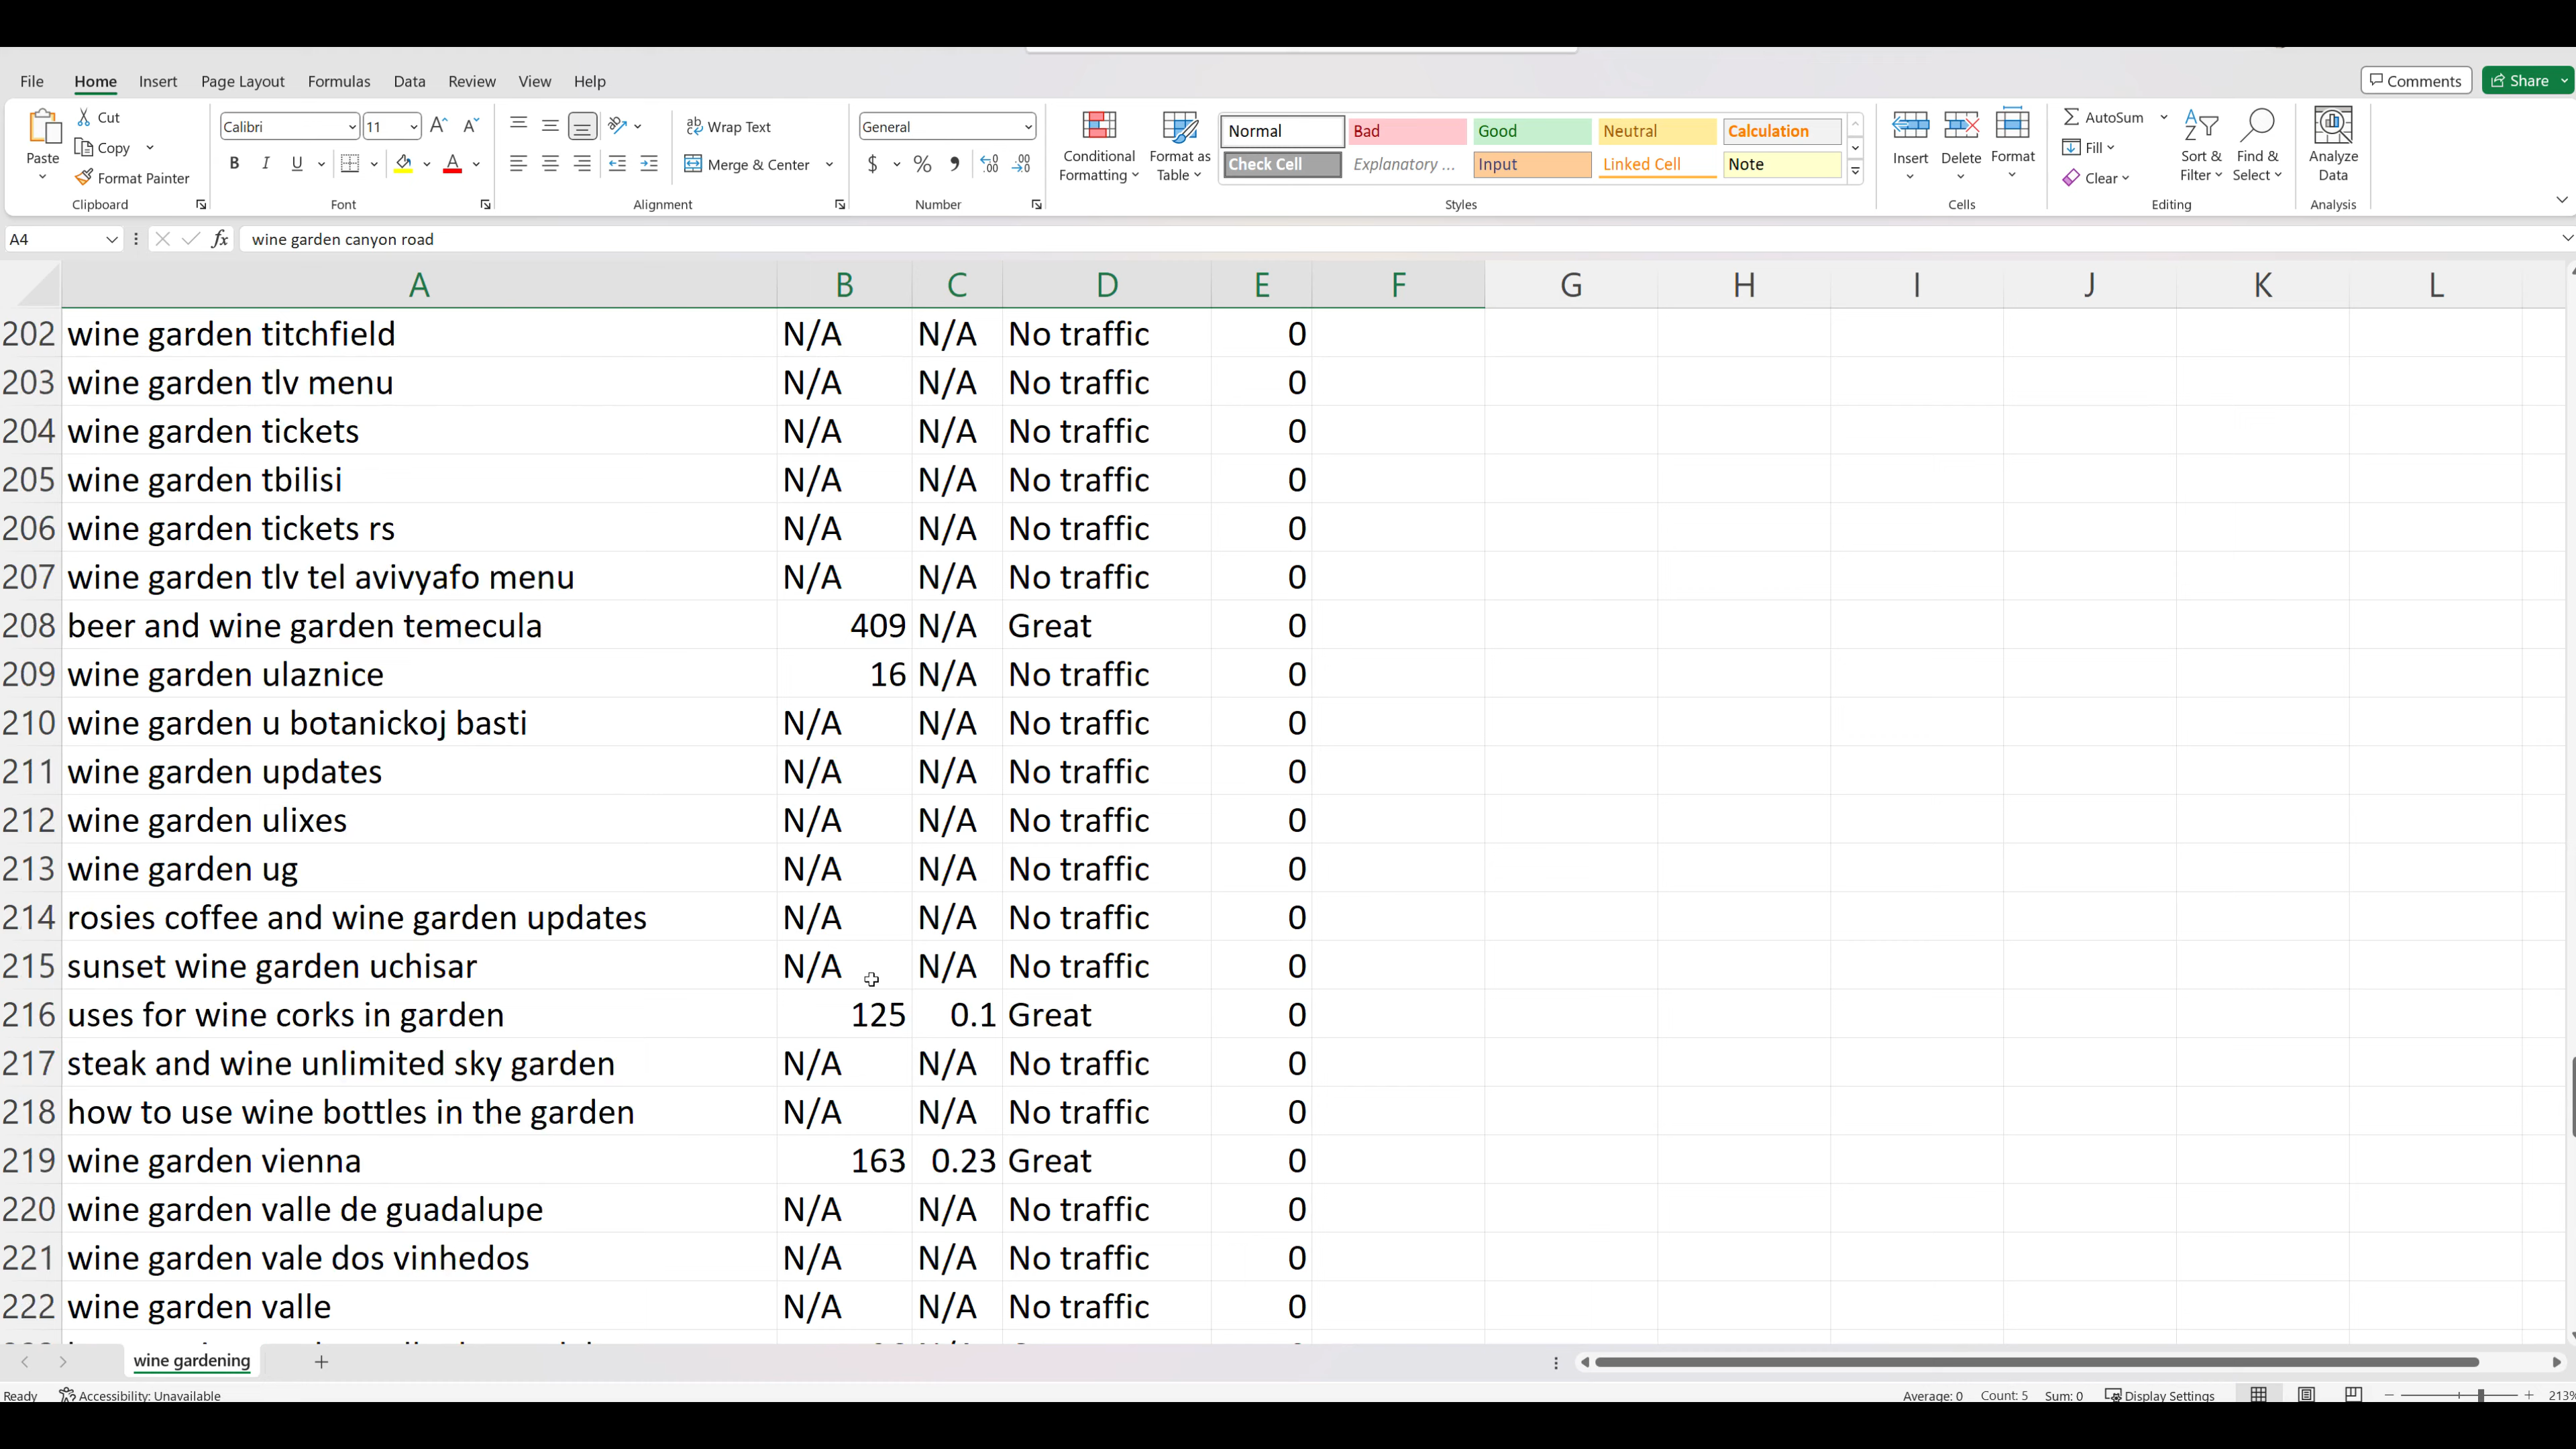 File Home Insert Page Layout Formulas Data Review View Help Comments Share
Paste Cut Copy Format Painter Clipboard
Calibri 11 B I U Font
Wrap Text Merge & Center Alignment
General $ % Number
Conditional Formatting Format as Table
Normal Bad Good Neutral Calculation
Check Cell Explanatory ... Input Linked Cell Note
Styles
Insert Delete Format Cells
AutoSum Fill Clear Sort & Filter Find & Select Editing
Analyze Data Analysis
A4 fx wine garden canyon road
A B C D E F G H I J K L
202 wine garden titchfield N/A N/A No traffic 0
203 wine garden tlv menu N/A N/A No traffic 0
204 wine garden tickets N/A N/A No traffic 0
205 wine garden tbilisi N/A N/A No traffic 0
206 wine garden tickets rs N/A N/A No traffic 0
207 wine garden tlv tel avivyafo menu N/A N/A No traffic 0
208 beer and wine garden temecula 409 N/A Great 0
209 wine garden ulaznice 16 N/A No traffic 0
210 wine garden u botanickoj basti N/A N/A No traffic 0
211 wine garden updates N/A N/A No traffic 0
212 wine garden ulixes N/A N/A No traffic 0
213 wine garden ug N/A N/A No traffic 0
214 rosies coffee and wine garden updates N/A N/A No traffic 0
215 sunset wine garden uchisar N/A N/A No traffic 0
216 uses for wine corks in garden 125 0.1 Great 0
217 steak and wine unlimited sky garden N/A N/A No traffic 0
218 how to use wine bottles in the garden N/A N/A No traffic 0
219 wine garden vienna 163 0.23 Great 0
220 wine garden valle de guadalupe N/A N/A No traffic 0
221 wine garden vale dos vinhedos N/A N/A No traffic 0
222 wine garden valle N/A N/A No traffic 0
wine gardening
Ready Accessibility: Unavailable Average: 0 Count: 5 Sum: 0 Display Settings 213%